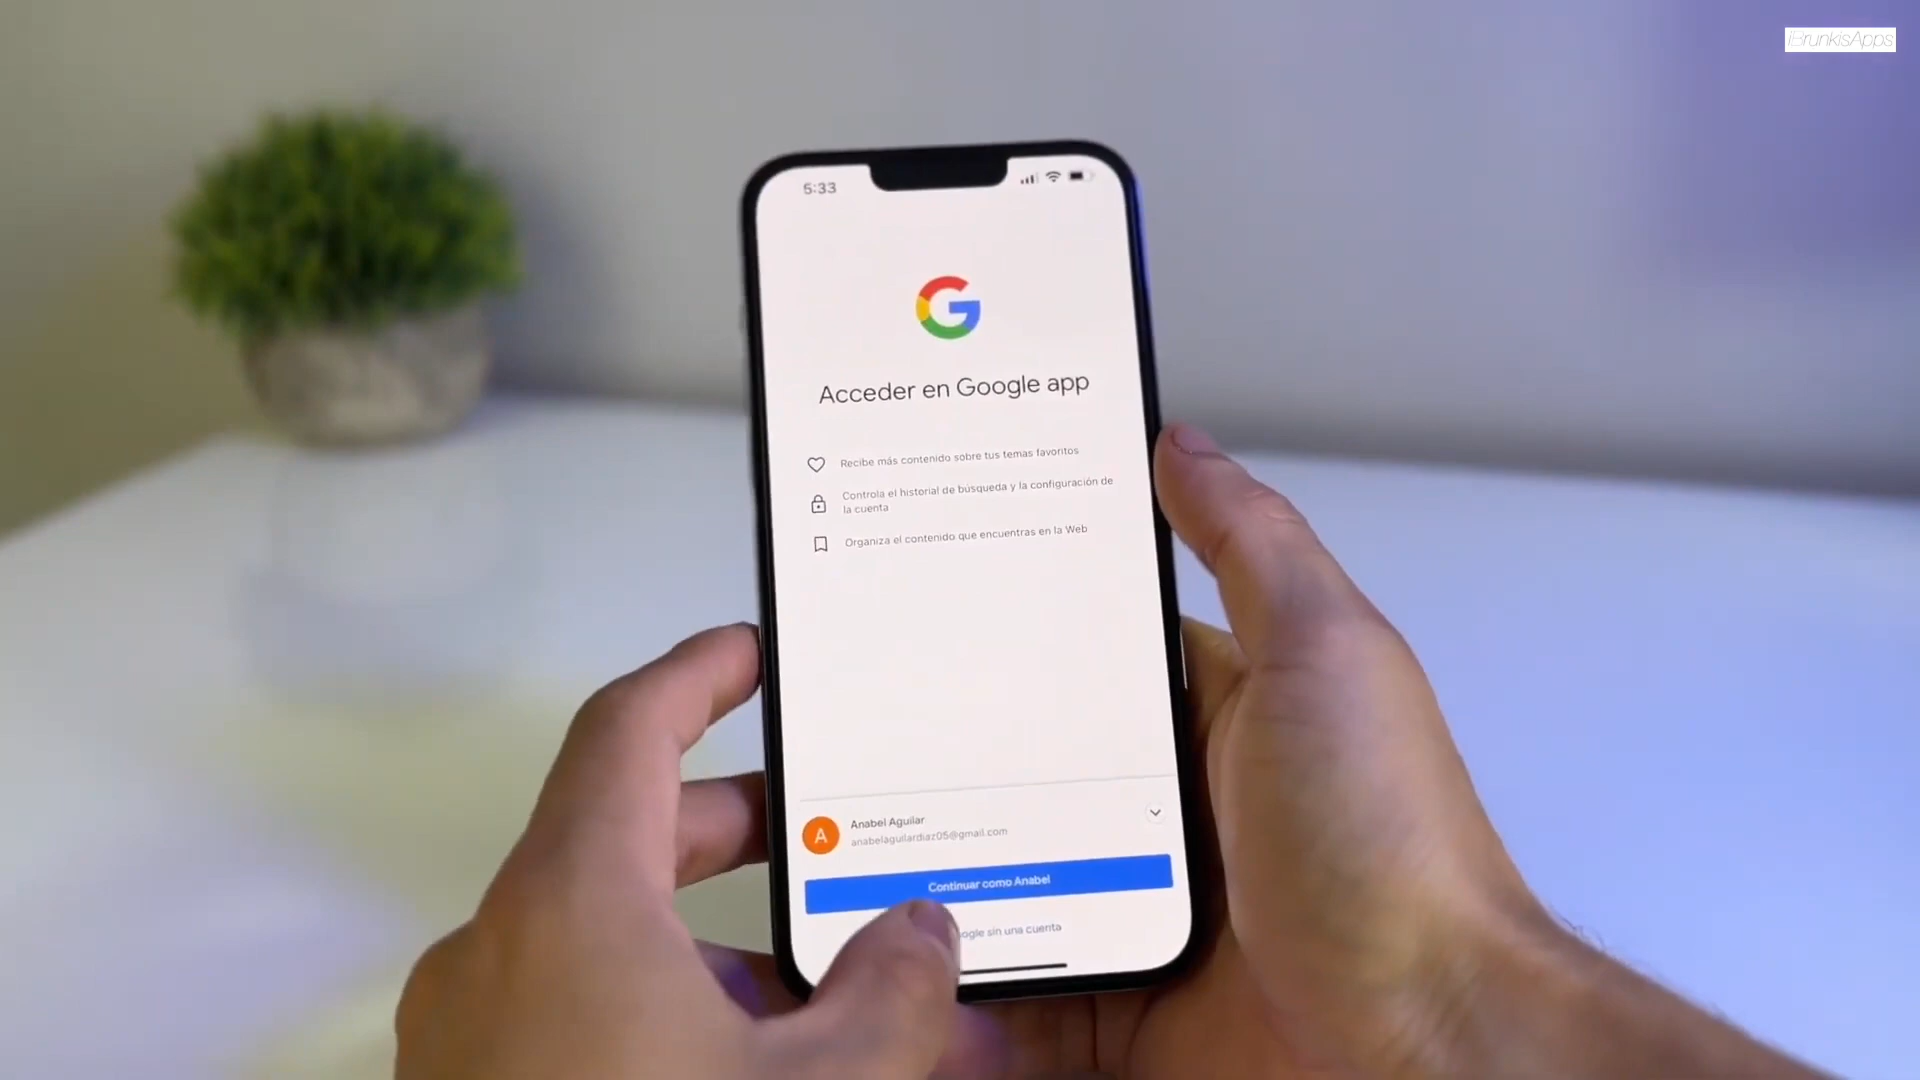 iBrunkisApps
5:33
Acceder en Google app
Recibe más contenido sobre tus temas favoritos
Controla el historial de búsqueda y la configuración de
la cuenta
Organiza el contenido que encuentras en la Web
A
Anabel Aguilar
anabelaguilardiaz05@gmail.com
Continuar como Anabel
sin una cuenta